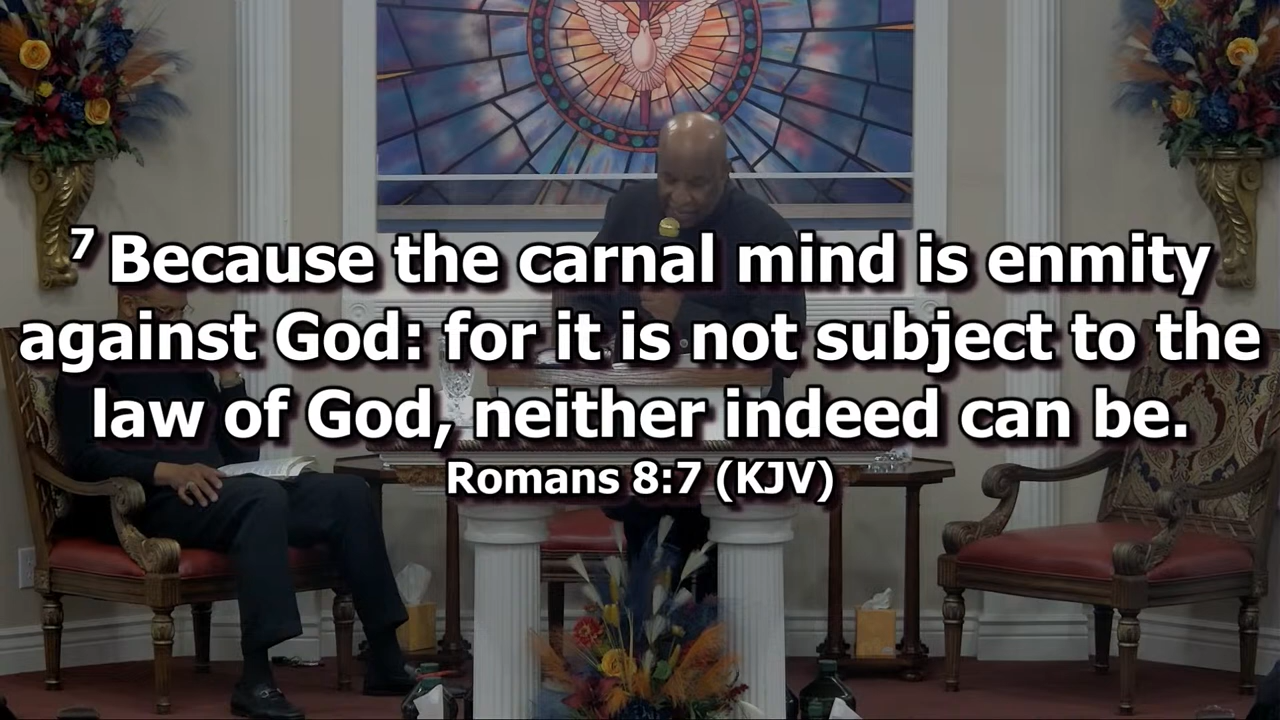 7 Because the carnal mind is enmity
against God: for it is not subject to the
law of God, neither indeed can be.
Romans 8:7 (KJV)